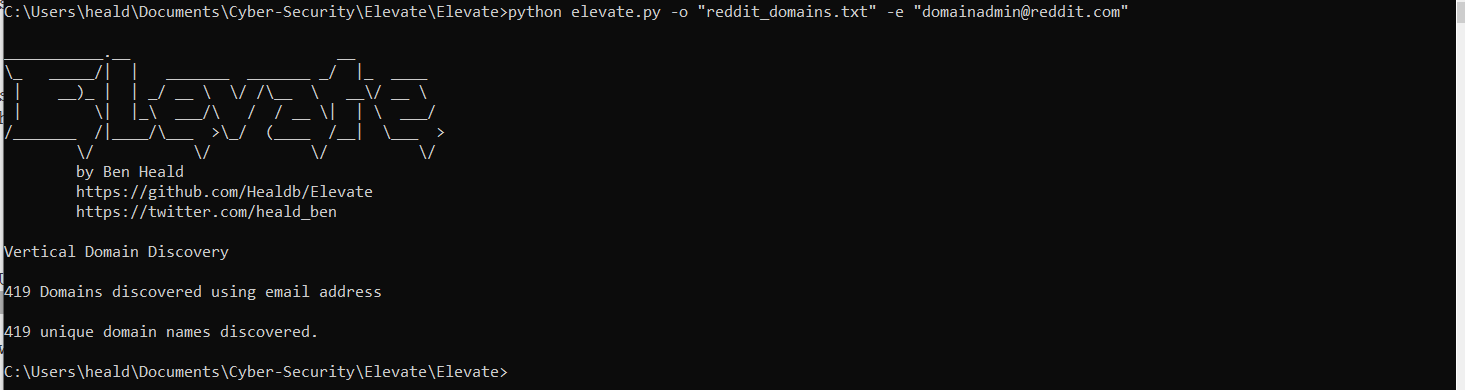 C:\Users\heald\Documents\Cyber-Security\Elevate\Elevate>python elevate.py -o "reddit_domains.txt" -e "domainadmin@reddit.com"
Elevate
by Ben Heald
https://github.com/Healdb/Elevate
https://twitter.com/heald_ben
Vertical Domain Discovery
419 Domains discovered using email address
419 unique domain names discovered.
C:\Users\heald\Documents\Cyber-Security\Elevate\Elevate>